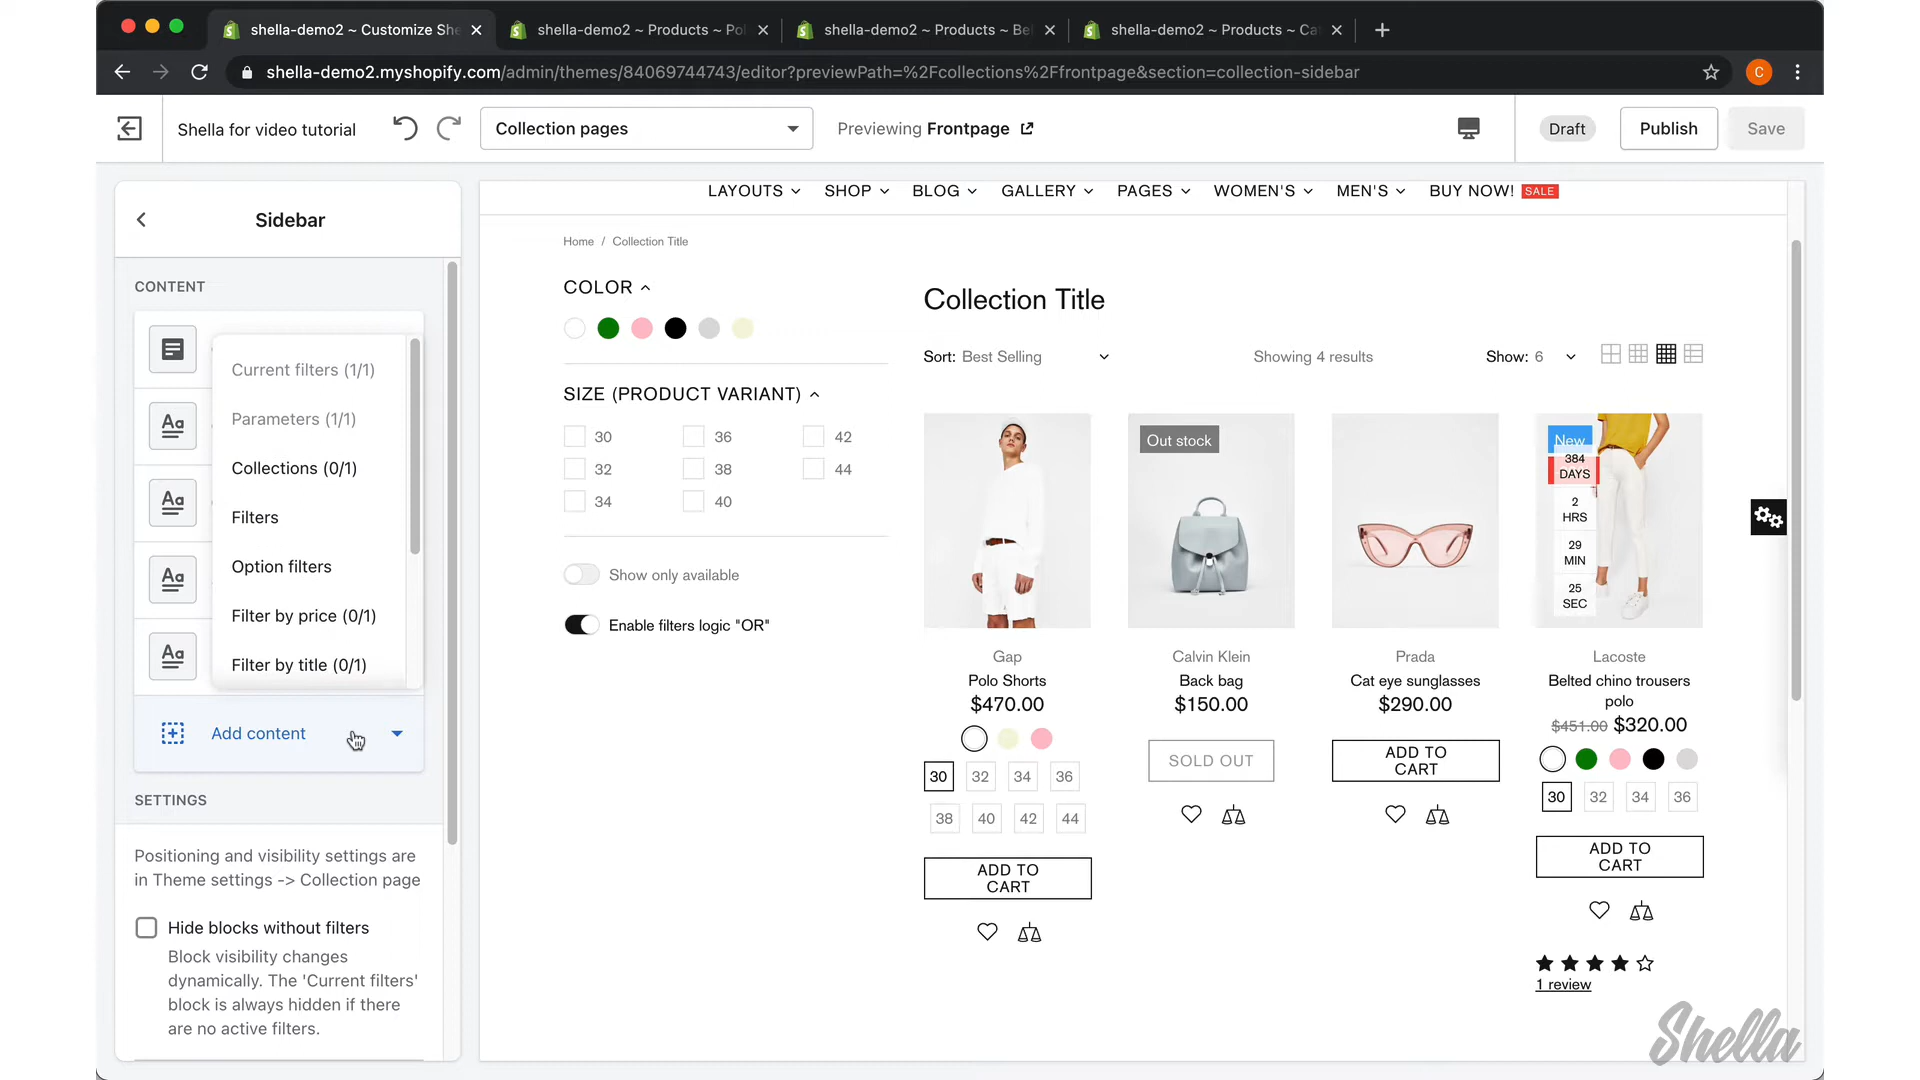 shella-demo2 ~ Customize She
shella-demo2 ~ Products ~ Pol
shella-demo2 ~ Products ~ Bel
shella-demo2 ~ Products ~ Cat
shella-demo2.myshopify.com/admin/themes/84069744743/editor?previewPath=%2Fcollections%2Ffrontpage&section=collection-sidebar
C
Shella for video tutorial
Collection pages
Previewing Frontpage
Draft
Publish
Save
Sidebar
CONTENT
Aa
Aa
Aa
Aa
Current filters (1/1)
Parameters (1/1)
Collections (0/1)
Filters
Option filters
Filter by price (0/1)
Filter by title (0/1)
Add content
SETTINGS
Positioning and visibility settings are
in Theme settings -> Collection page
Hide blocks without filters
Block visibility changes
dynamically. The 'Current filters'
block is always hidden if there
are no active filters.
LAYOUTS SHOP BLOG GALLERY PAGES WOMEN'S MEN'S BUY NOW! SALE
Home / Collection Title
COLOR
SIZE (PRODUCT VARIANT)
30 36 42
32 38 44
34 40
Show only available
Enable filters logic "OR"
Collection Title
Sort: Best Selling
Showing 4 results
Show: 6
Gap
Polo Shorts
$470.00
30 32 34 36
38 40 42 44
ADD TO
CART
Out stock
Calvin Klein
Back bag
$150.00
SOLD OUT
Prada
Cat eye sunglasses
$290.00
ADD TO
CART
New
384
DAYS
2
HRS
29
MIN
25
SEC
Lacoste
Belted chino trousers
polo
$451.00 $320.00
30 32 34 36
ADD TO
CART
1 review
Shella